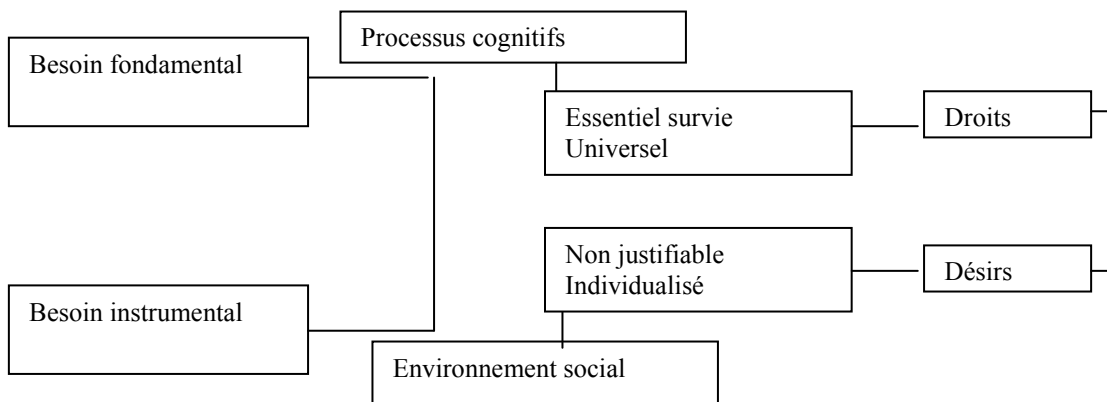 Processus cognitifs
Besoin fondamental
Essentiel survie
Universel
Droits
Non justifiable
Individualisé
Désirs
Besoin instrumental
Environnement social